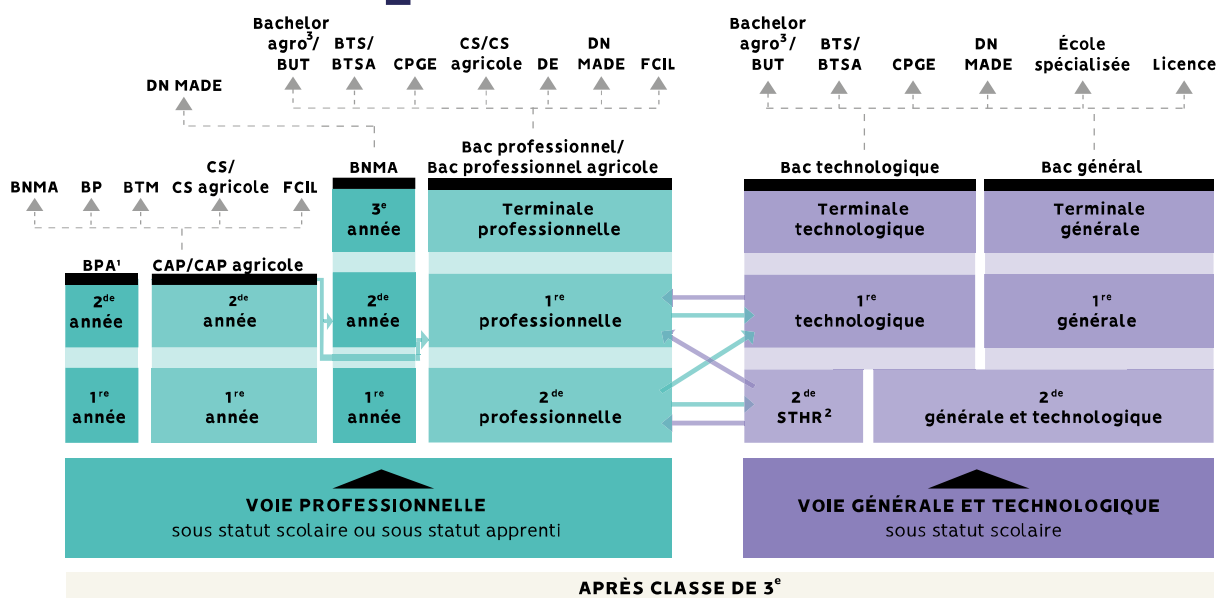 Bachelor agro³/ BUT
BTS/ BTSA
CPGE
CS/CS agricole
DE
DN MADE
FCIL
Bachelor agro³/ BUT
BTS/ BTSA
CPGE
DN MADE
École spécialisée
Licence
DN MADE
BNMA
BP
BTM
CS/ CS agricole
FCIL
BNMA
Bac professionnel/
Bac professionnel agricole
Bac technologique
Bac général
3e année
Terminale professionnelle
Terminale technologique
Terminale générale
BPA¹
CAP/CAP agricole
2de année
2de année
2de année
1re professionnelle
1re technologique
1re générale
1re année
1re année
1re année
2de professionnelle
2de STHR²
2de générale et technologique
VOIE PROFESSIONNELLE
sous statut scolaire ou sous statut apprenti
VOIE GÉNÉRALE ET TECHNOLOGIQUE
sous statut scolaire
APRÈS CLASSE DE 3e